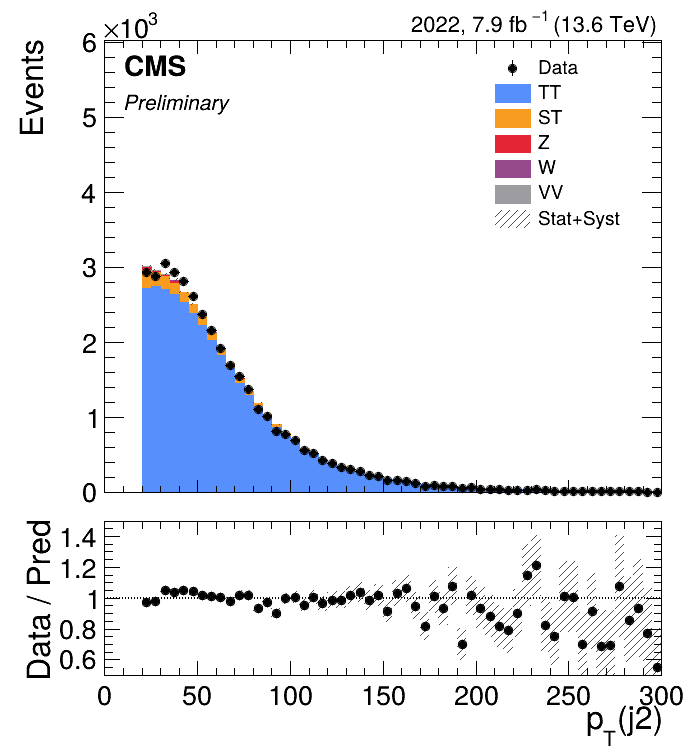 ×10³
2022, 7.9 fb⁻¹ (13.6 TeV)
Events
CMS
Preliminary
Data
TT
ST
Z
W
VV
Stat+Syst
6
5
4
3
2
1
0
Data / Pred
1.4
1.2
1
0.8
0.6
0 50 100 150 200 250 300
p_T(j2)